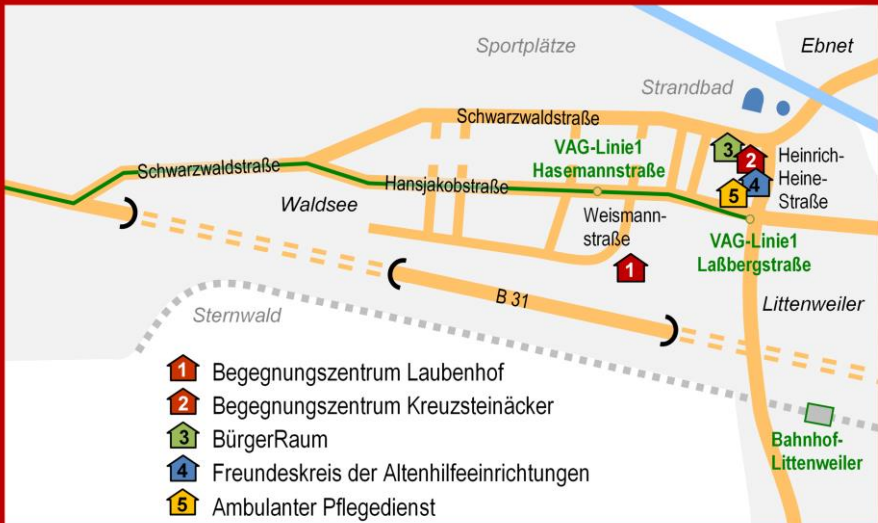 Sportplätze
Ebnet
Strandbad
Schwarzwaldstraße
VAG-Linie1
Hasemannstraße
3
2
Heinrich-
Heine-
Straße
4
5
Schwarzwaldstraße
Hansjakobstraße
Waldsee
Weismann-
straße
VAG-Linie1
Laßbergstraße
1
B 31
Littenweiler
Sternwald
1 Begegnungszentrum Laubenhof
2 Begegnungszentrum Kreuzsteinäcker
3 BürgerRaum
4 Freundeskreis der Altenhilfeeinrichtungen
5 Ambulanter Pflegedienst
Bahnhof-
Littenweiler